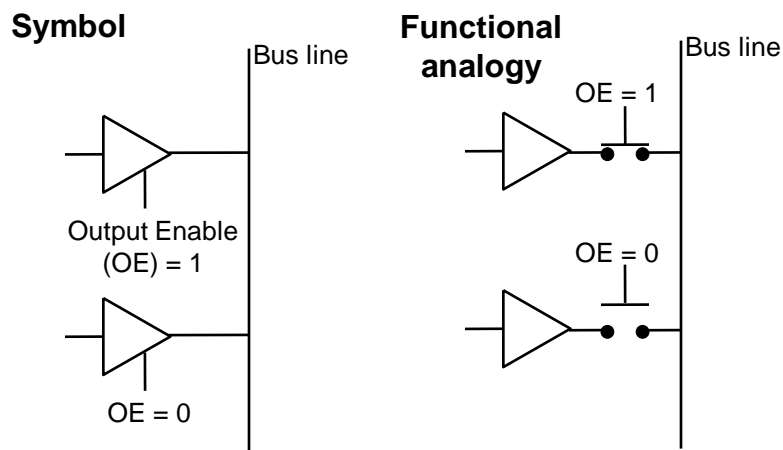 Symbol
Bus line
Output Enable
(OE) = 1
OE = 0
Functional
analogy
Bus line
OE = 1
OE = 0